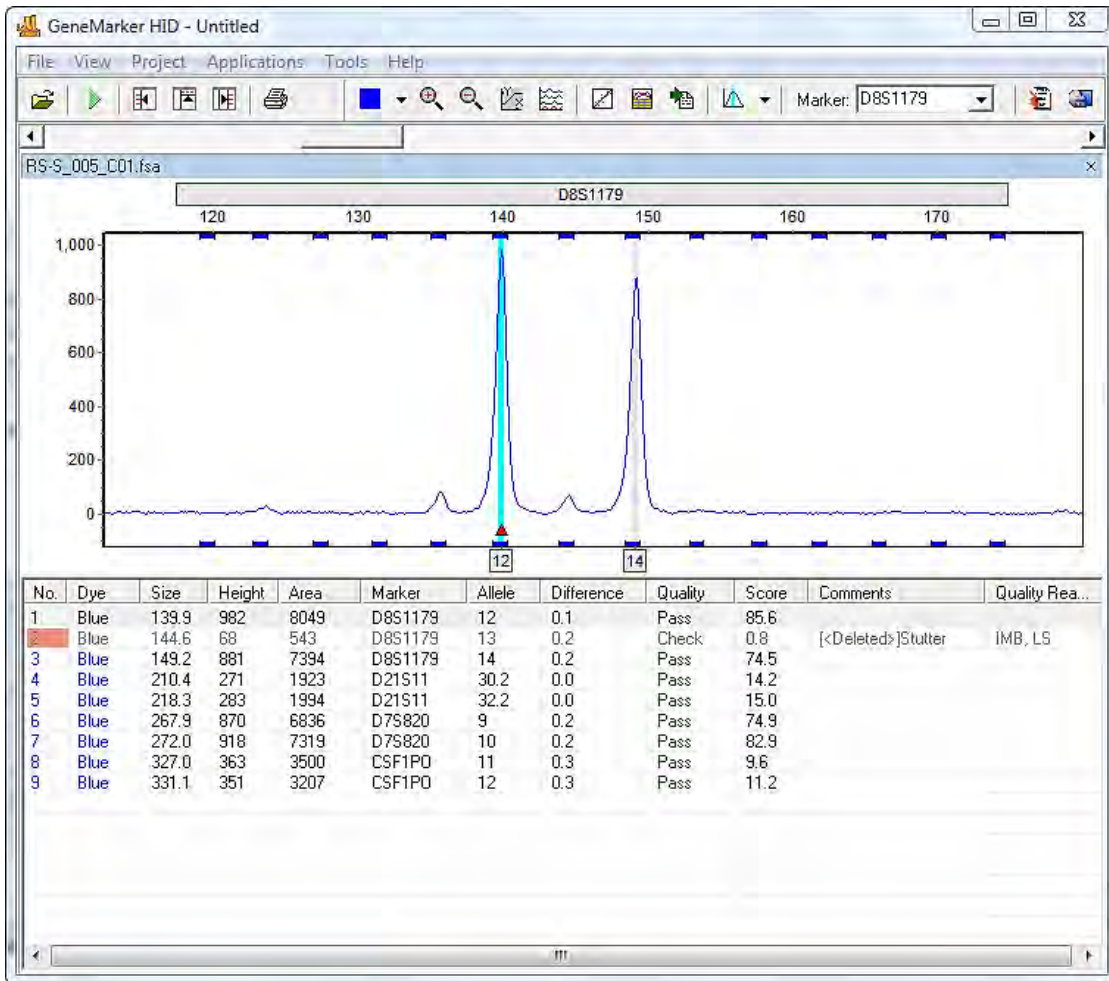 GeneMarker HID - Untitled
File View Project Applications Tools Help
Marker: D8S1179
RS-S_005_C01.fsa
D8S1179
120 130 140 150 160 170
1,000
800
600
400
200
0
12 14
No. Dye Size Height Area Marker Allele Difference Quality Score Comments Quality Rea...
1 Blue 139.9 982 8049 D8S1179 12 0.1 Pass 85.6
2 Blue 144.6 68 543 D8S1179 13 0.2 Check 0.8 [<Deleted>]Stutter IMB, LS
3 Blue 149.2 881 7394 D8S1179 14 0.2 Pass 74.5
4 Blue 210.4 271 1923 D21S11 30.2 0.0 Pass 14.2
5 Blue 218.3 283 1994 D21S11 32.2 0.0 Pass 15.0
6 Blue 267.9 870 6836 D7S820 9 0.2 Pass 74.9
7 Blue 272.0 918 7319 D7S820 10 0.2 Pass 82.9
8 Blue 327.0 363 3500 CSF1PO 11 0.3 Pass 9.6
9 Blue 331.1 351 3207 CSF1PO 12 0.3 Pass 11.2